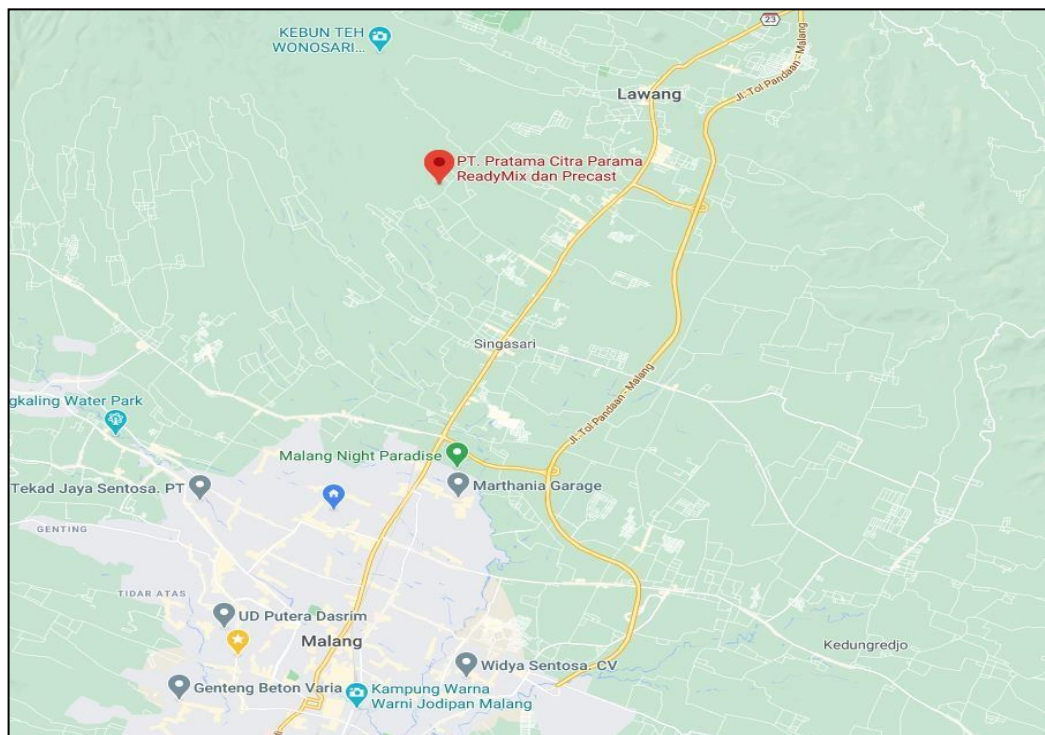 KEBUN TEH
WONOSARI...
23
Jl. Tol Pandaan - Malang
Lawang
PT. Pratama Citra Parama
ReadyMix dan Precast
Singasari
Jl. Tol Pandaan - Malang
gkaling Water Park
Malang Night Paradise
Marthania Garage
Tekad Jaya Sentosa. PT
GENTING
TIDAR ATAS
UD Putera Dasrim
Malang
Kedungredjo
Widya Sentosa. CV
Genteng Beton Varia
Kampung Warna
Warni Jodipan Malang